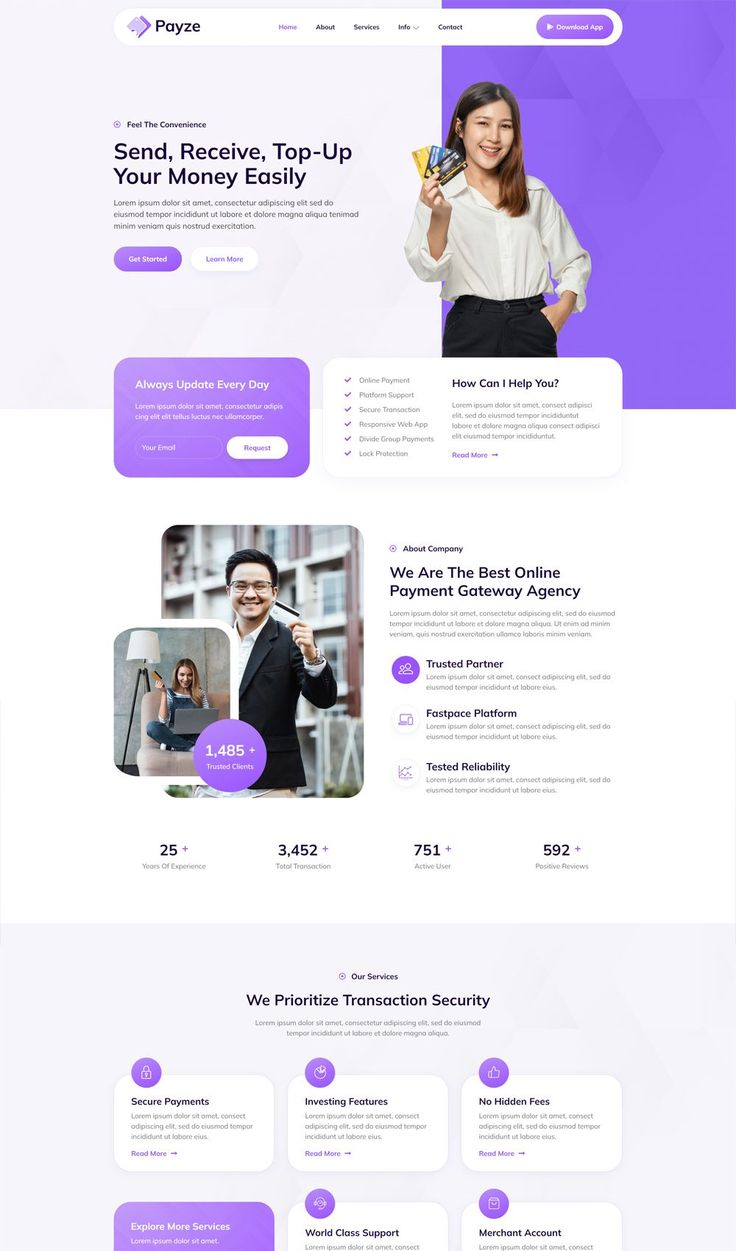 Payze
Home
About
Services
Info
Contact
Download App
Feel The Convenience
Send, Receive, Top-Up
Your Money Easily
Lorem ipsum dolor sit amet, consectetur adipiscing elit sed do
eiusmod tempor incididunt ut labore et dolore magna aliqua tenimad
minim veniam quis nostrud exercitation.
Get Started
Learn More
Always Update Every Day
Lorem ipsum dolor sit amet, consectetur adipis
cing elit elit tellus luctus nec ullamcorper.
Your Email
Request
Online Payment
Platform Support
Secure Transaction
Responsive Web App
Divide Group Payments
Lock Protection
How Can I Help You?
Lorem ipsum dolor sit amet, consect adipisci
elit, sed do eiusmod tempor incididuntut
labore et dolore magna aliqua consect adipisci
elit eiusmod tempor incididuntut.
Read More
About Company
We Are The Best Online
Payment Gateway Agency
Lorem ipsum dolor sit amet, consectetur adipiscing elit, sed do eiusmod
tempor incididunt ut labore et dolore magna aliqua. Ut enim ad minim
veniam, quis nostrud exercitation ullamco laboris minim veniam.
Trusted Partner
Lorem ipsum dolor sit amet, consect adipiscing elit, sed do
eiusmod tempor incididunt ut labore eius.
Fastpace Platform
Lorem ipsum dolor sit amet, consect adipiscing elit, sed do
eiusmod tempor incididunt ut labore eius.
Tested Reliability
Lorem ipsum dolor sit amet, consect adipiscing elit, sed do
eiusmod tempor incididunt ut labore eius.
1,485 +
Trusted Clients
25 +
Years Of Experience
3,452 +
Total Transaction
751 +
Active User
592 +
Positive Reviews
Our Services
We Prioritize Transaction Security
Lorem ipsum dolor sit amet, consectetur adipiscing elit, sed do eiusmod
tempor incididunt ut labore et dolore magna aliqua.
Secure Payments
Lorem ipsum dolor sit amet, consect
adipiscing elit, sed do eiusmod tempor
incididunt ut labore eius.
Read More
Investing Features
Lorem ipsum dolor sit amet, consect
adipiscing elit, sed do eiusmod tempor
incididunt ut labore eius.
Read More
No Hidden Fees
Lorem ipsum dolor sit amet, consect
adipiscing elit, sed do eiusmod tempor
incididunt ut labore eius.
Read More
Explore More Services
Lorem ipsum dolor sit amet.
World Class Support
Lorem ipsum dolor sit amet, consect
Merchant Account
Lorem ipsum dolor sit amet, consect